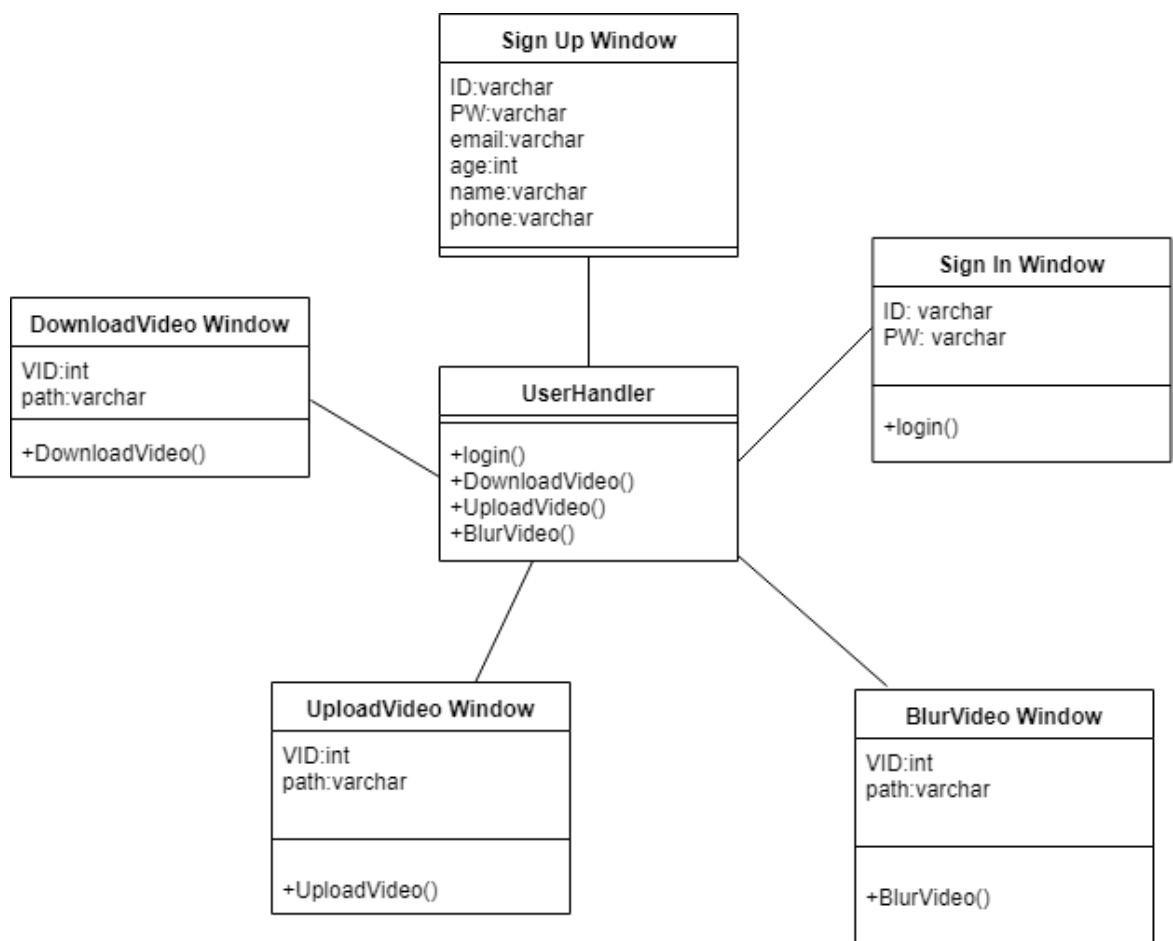 Sign Up Window
ID:varchar
PW:varchar
email:varchar
age:int
name:varchar
phone:varchar
Sign In Window
ID: varchar
PW: varchar
+login()
DownloadVideo Window
VID:int
path:varchar
+DownloadVideo()
UserHandler
+login()
+DownloadVideo()
+UploadVideo()
+BlurVideo()
UploadVideo Window
VID:int
path:varchar
+UploadVideo()
BlurVideo Window
VID:int
path:varchar
+BlurVideo()